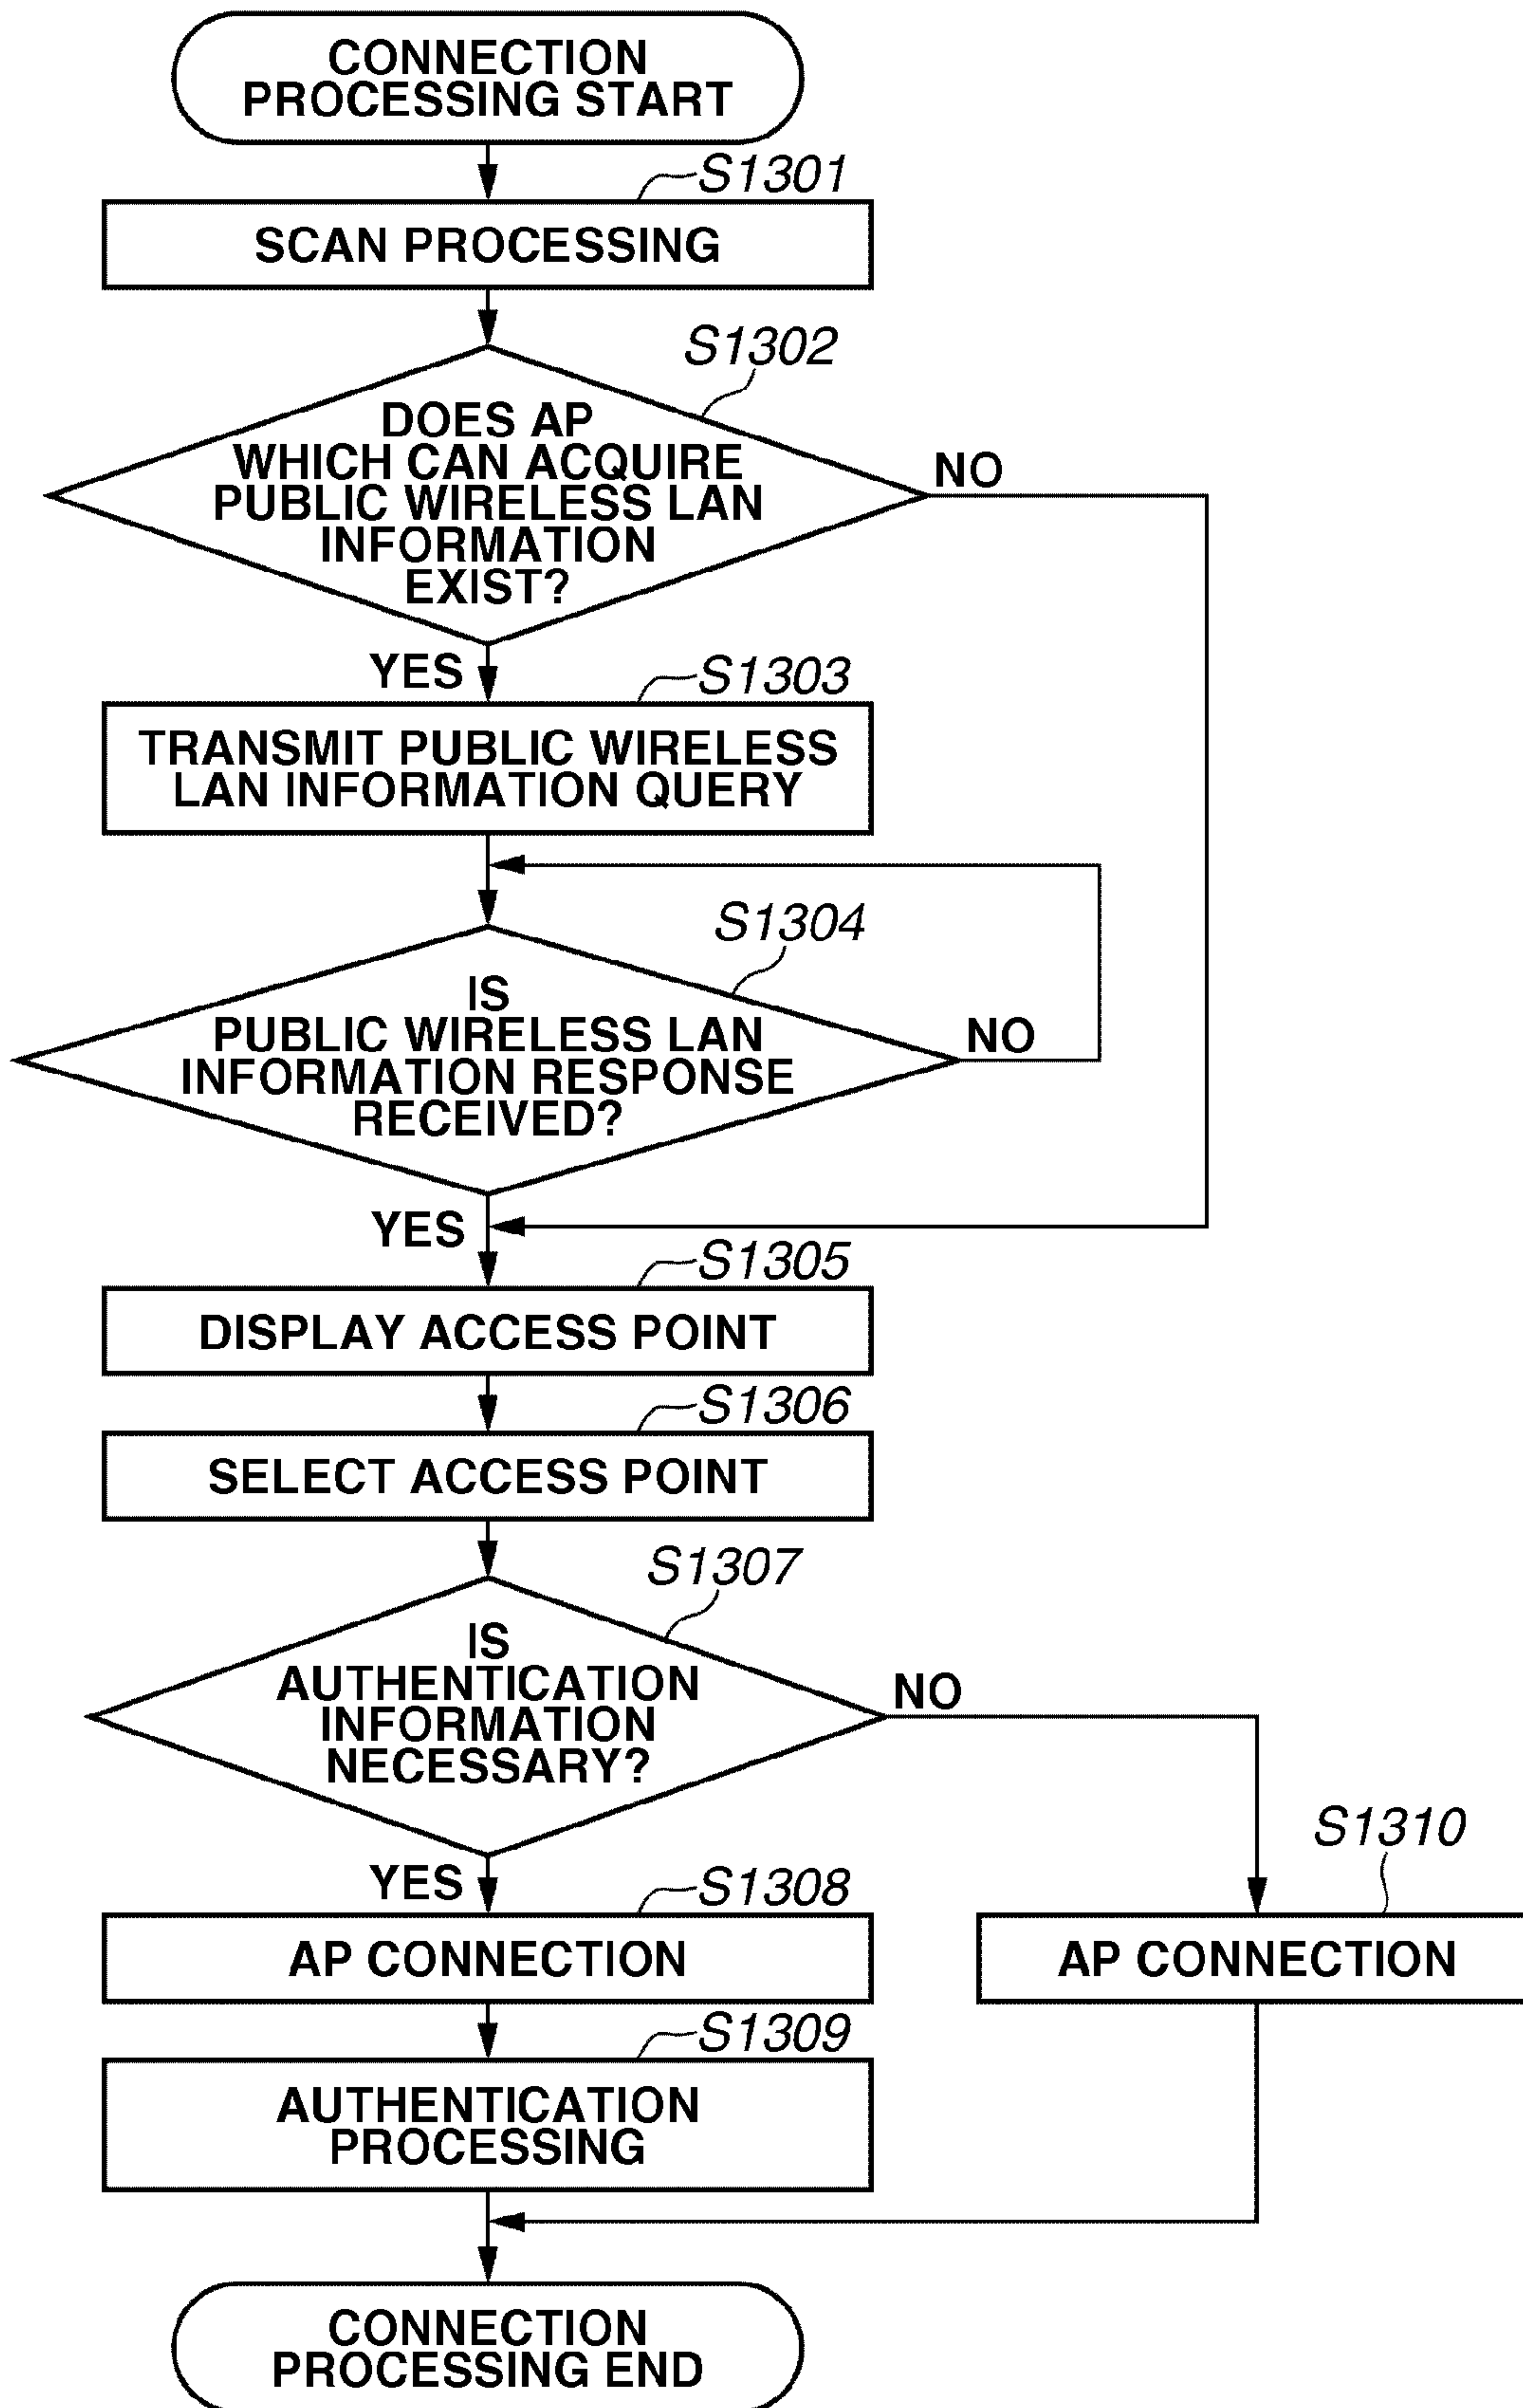 CONNECTION
PROCESSING START
S1301
SCAN PROCESSING
S1302
DOES AP
WHICH CAN ACQUIRE
PUBLIC WIRELESS LAN
INFORMATION
EXIST?
NO
YES
S1303
TRANSMIT PUBLIC WIRELESS
LAN INFORMATION QUERY
S1304
IS
PUBLIC WIRELESS LAN
INFORMATION RESPONSE
RECEIVED?
NO
YES
S1305
DISPLAY ACCESS POINT
S1306
SELECT ACCESS POINT
S1307
IS
AUTHENTICATION
INFORMATION
NECESSARY?
NO
YES
S1308
AP CONNECTION
S1310
AP CONNECTION
S1309
AUTHENTICATION
PROCESSING
CONNECTION
PROCESSING END